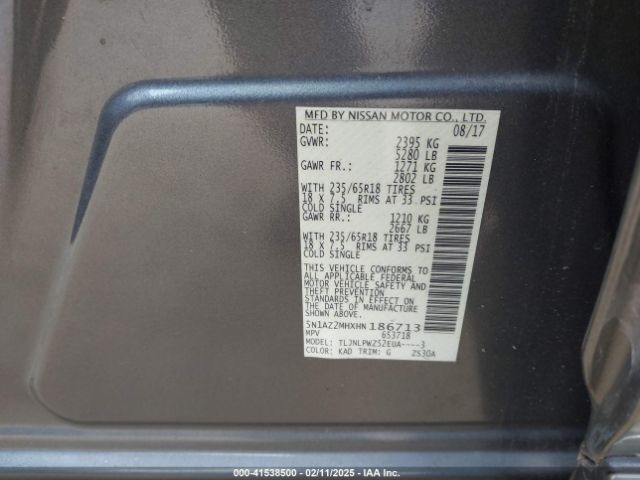 MFD BY NISSAN MOTOR CO., LTD.
DATE: 08/17
GVWR: 2395 KG
5280 LB
GAWR FR.: 1271 KG
2802 LB
WITH 235/65R18 TIRES
18 X 7.5 RIMS AT 33 PSI
COLD SINGLE
GAWR RR.: 1210 KG
2667 LB
WITH 235/65R18 TIRES
18 X 7.5 RIMS AT 33 PSI
COLD SINGLE
THIS VEHICLE CONFORMS TO
ALL APPLICABLE FEDERAL
MOTOR VEHICLE SAFETY AND
THEFT PREVENTION
STANDARDS IN EFFECT ON
THE DATE OF MANUFACTURE
SHOWN ABOVE.
5N1AZ2MHXHN186713
MPV 653718
MODEL: TLJNLPWZ52EUA----3
COLOR: KAD TRIM: G ZS30A
000-41538500 - 02/11/2025 - IAA Inc.